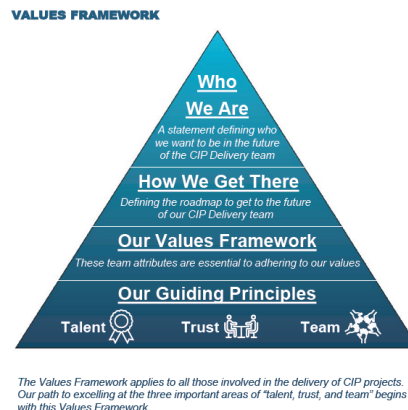 VALUES FRAMEWORK
Who
We Are
A statement defining who
we want to be in the future
of the CIP Delivery team
How We Get There
Defining the roadmap to get to the future
of our CIP Delivery team
Our Values Framework
These team attributes are essential to adhering to our values
Our Guiding Principles
Talent Trust Team
The Values Framework applies to all those involved in the delivery of CIP projects.
Our path to excelling at the three important areas of “talent, trust, and team” begins
with this Values Framework.